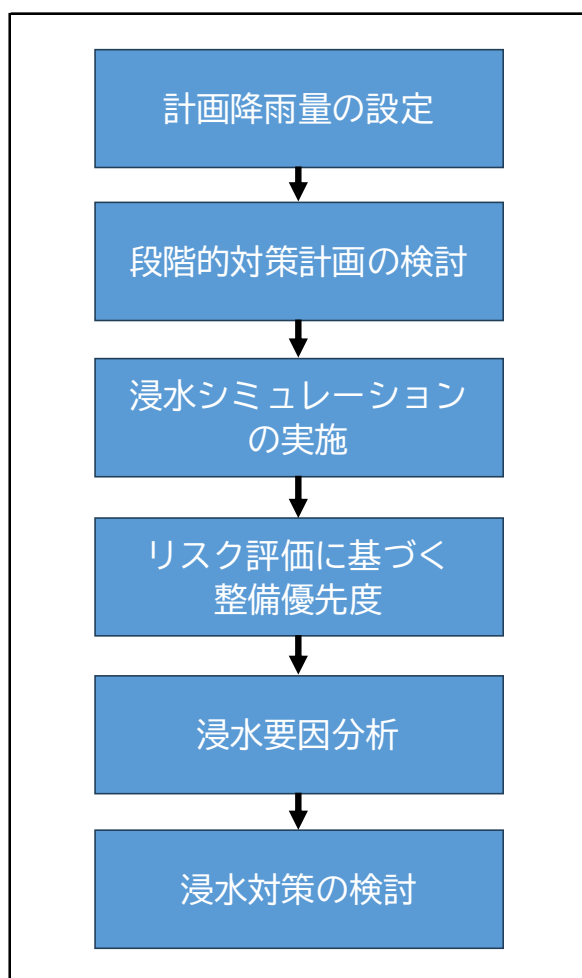 計画降雨量の設定
段階的対策計画の検討
浸水シミュレーション
の実施
リスク評価に基づく
整備優先度
浸水要因分析
浸水対策の検討